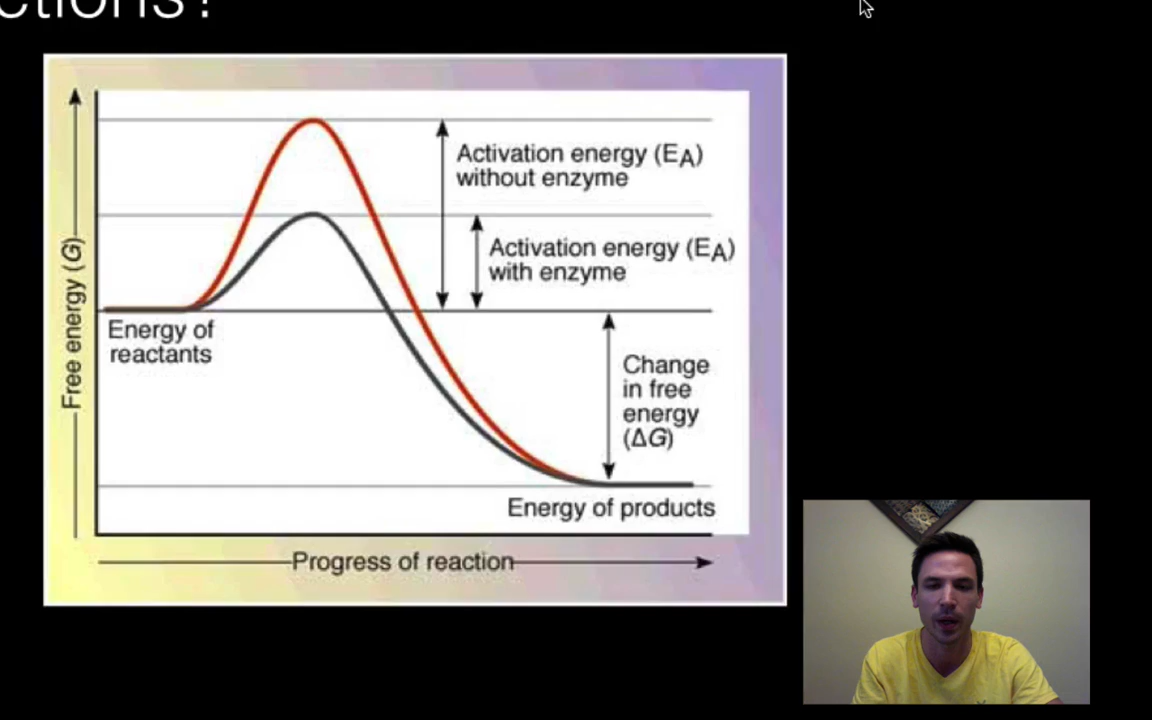 ctions?
Activation energy (EA)
without enzyme
Activation energy (EA)
with enzyme
Energy of
reactants
Free energy (G)
Change
in free
energy
(ΔG)
Energy of products
Progress of reaction